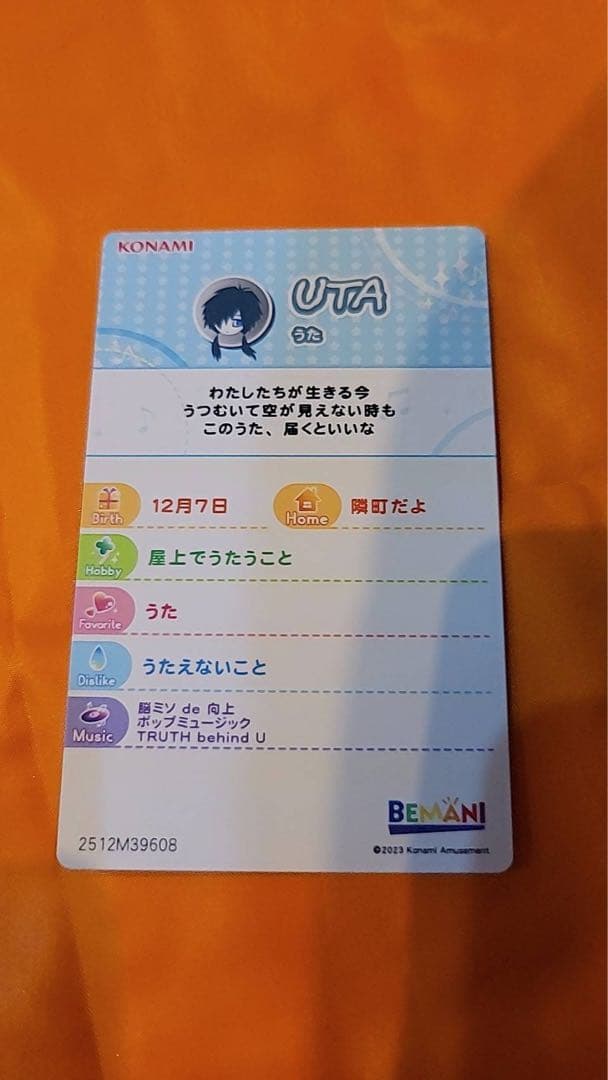 KONAMI
UTA
うた
わたしたちが生きる今
うつむいて空が見えない時も
このうた、届くといいな
Birth
12月7日
Home
隣町だよ
Hobby
屋上でうたうこと
Favorite
うた
Dislike
うたえないこと
Music
脳ミソ de 向上
ポップミュージック
TRUTH behind U
BEMANI
2512M39608
©2023 Konami Amusement